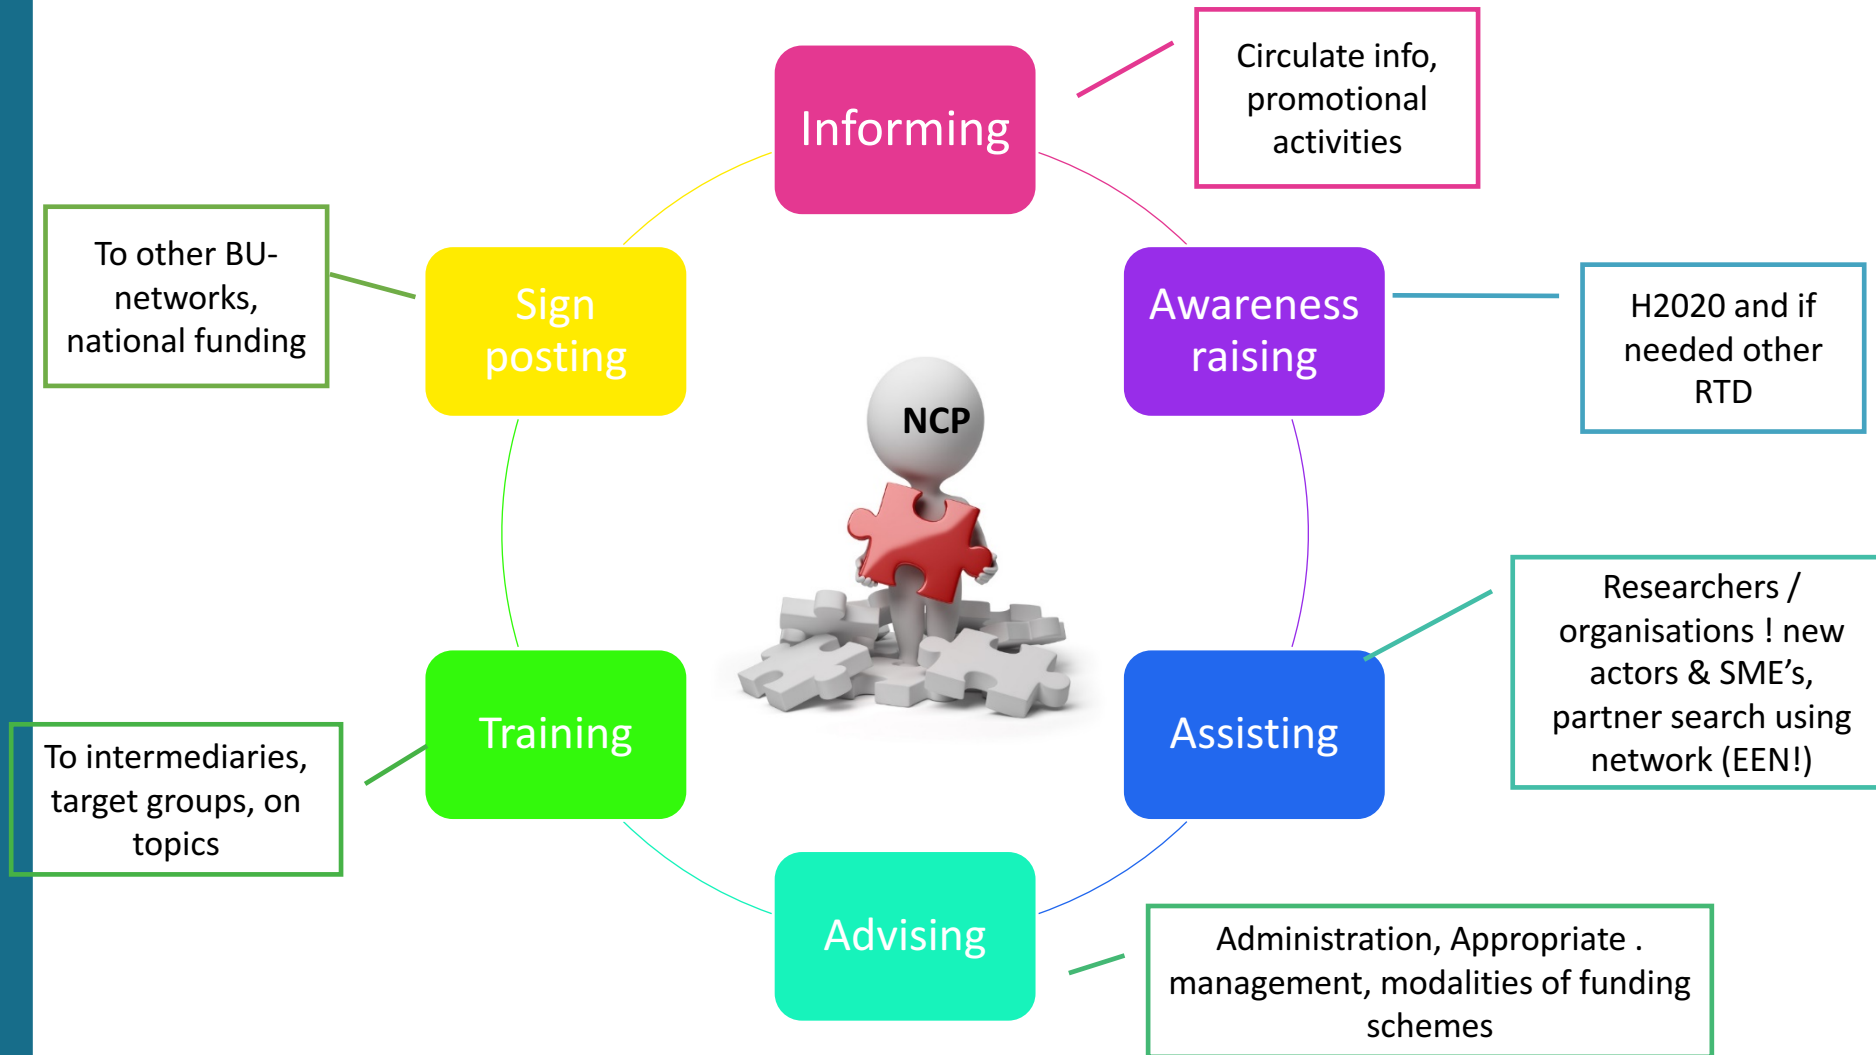 Informing
Circulate info,
promotional
activities
Awareness
raising
H2020 and if
needed other
RTD
Assisting
Researchers /
organisations ! new
actors & SME’s,
partner search using
network (EEN!)
Advising
Administration, Appropriate .
management, modalities of funding
schemes
Training
To intermediaries,
target groups, on
topics
Sign
posting
To other BU-
networks,
national funding
NCP